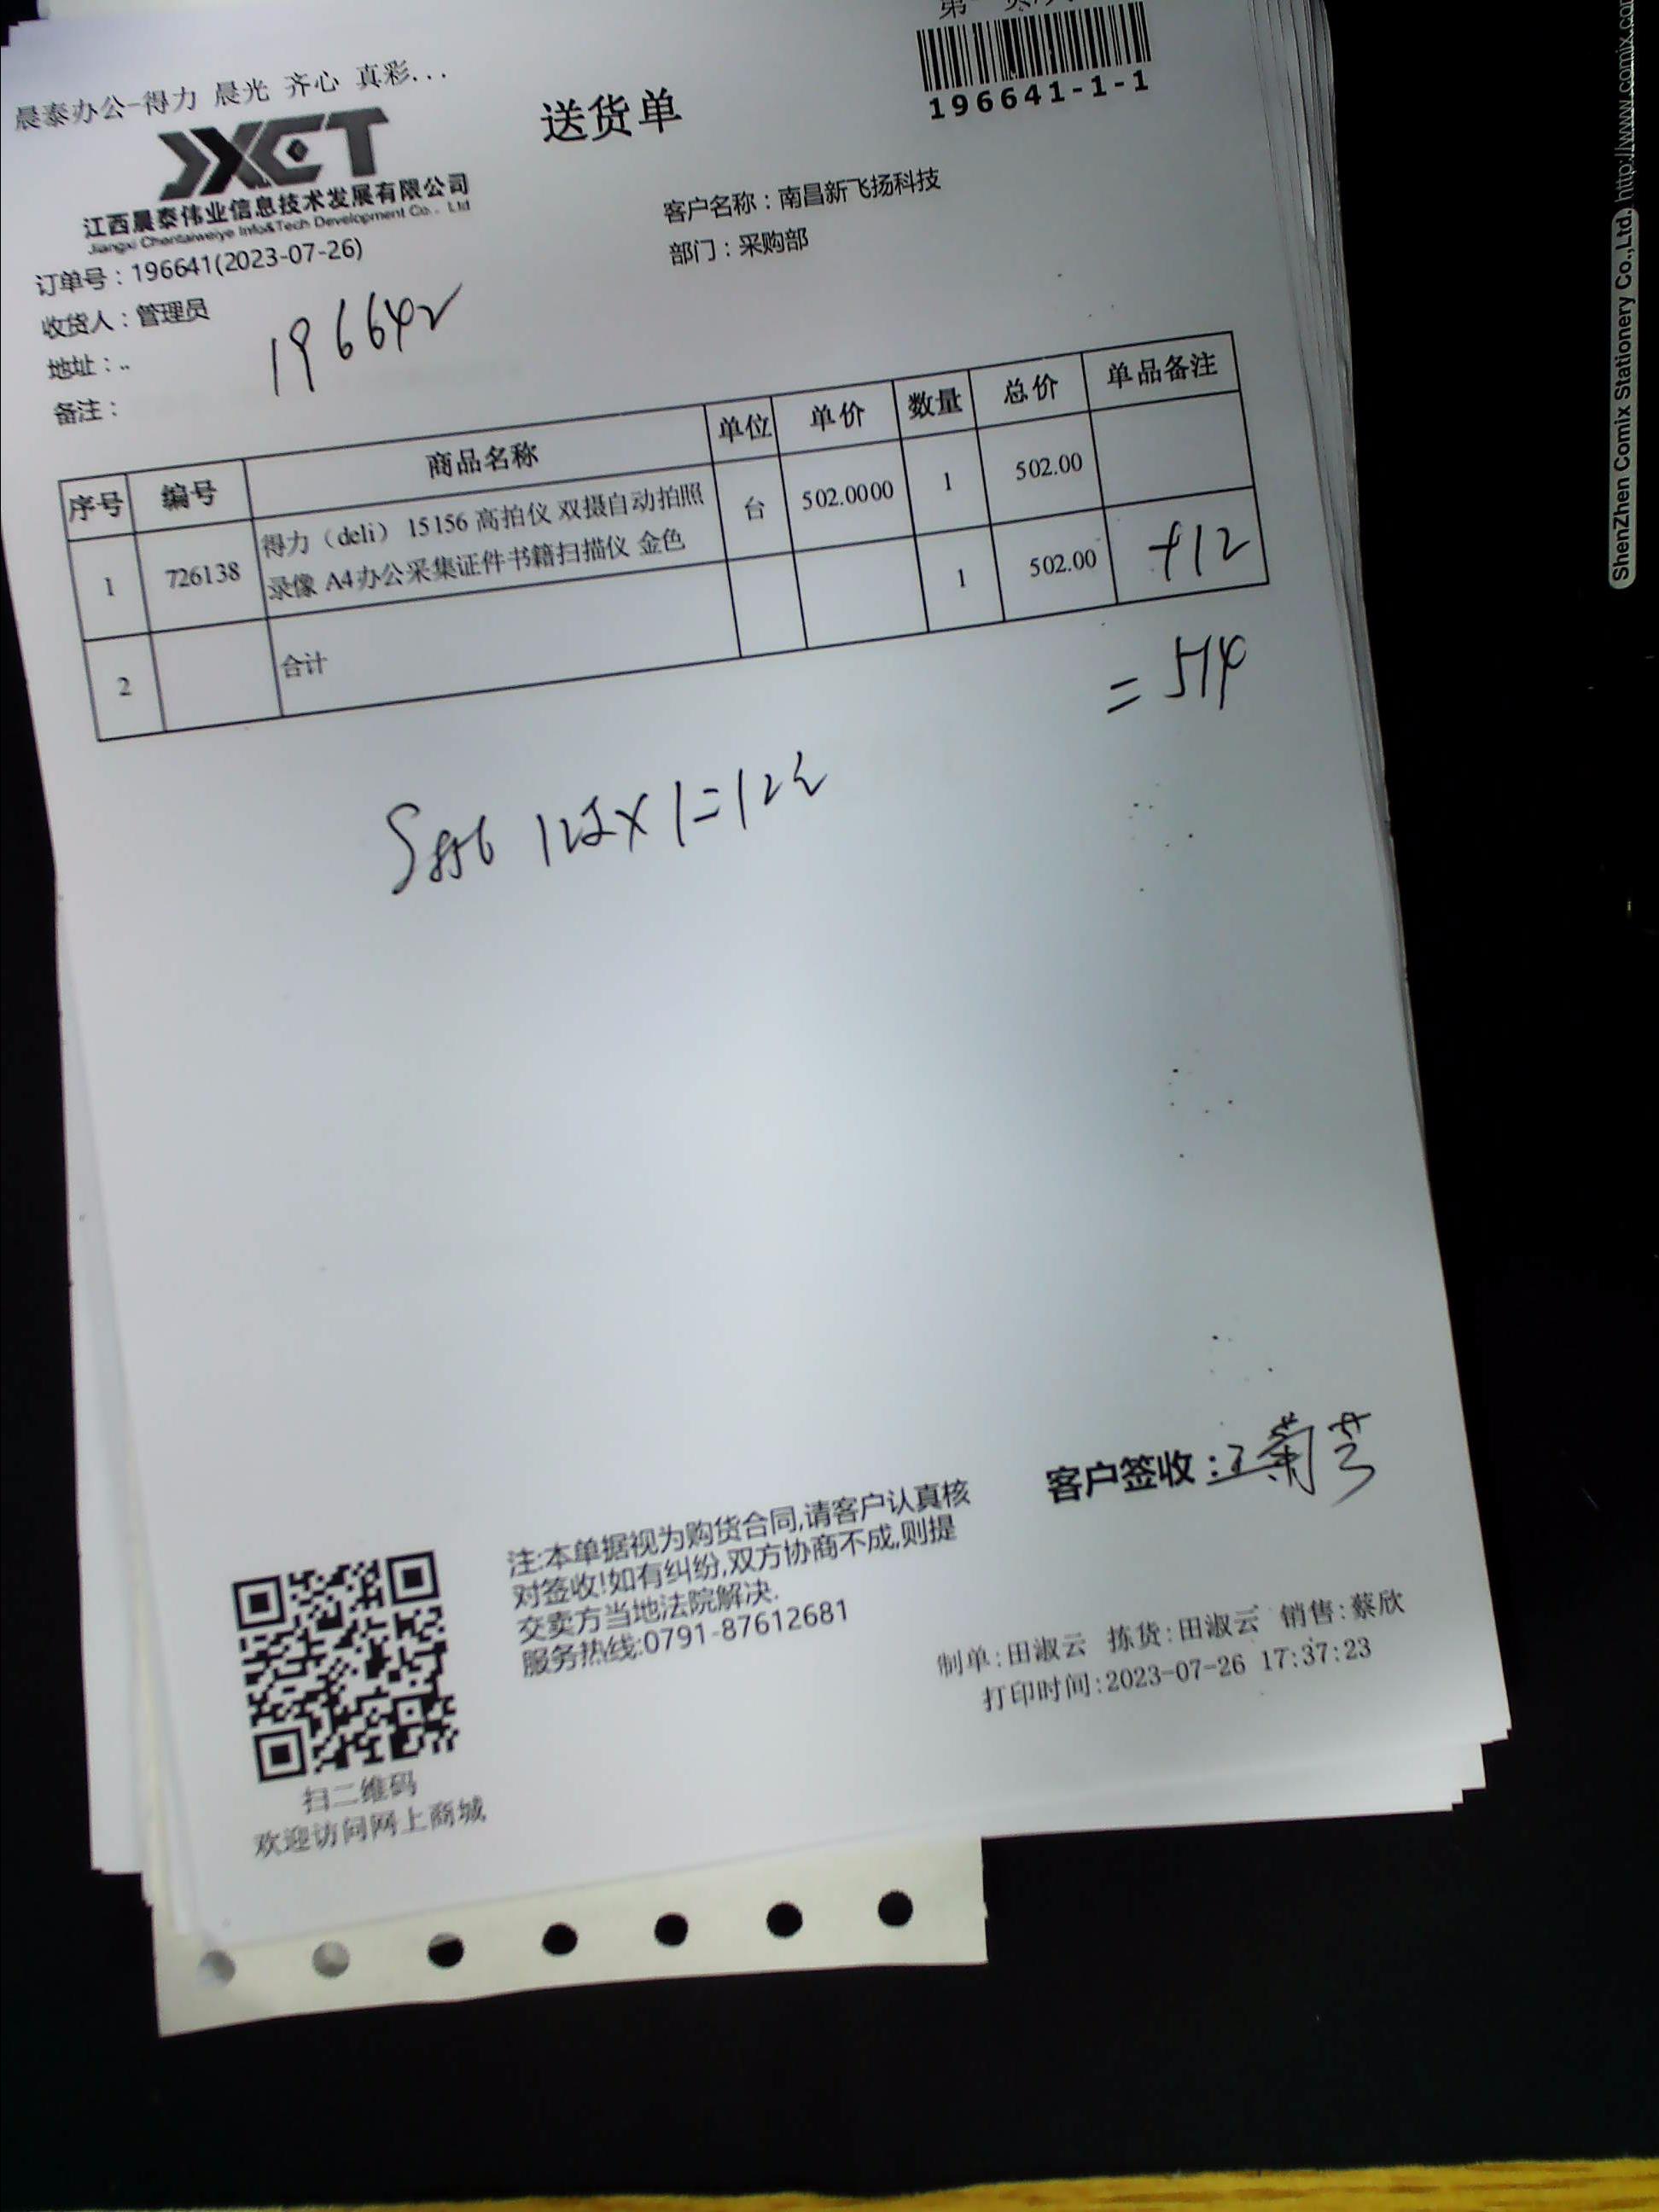 晨泰办公-得力 晨光 齐心 真彩...
JXCT
江西晨泰伟业信息技术发展有限公司
Jiangxi Chentaiweiye Info&Tech Development Co., Ltd
送货单
196641-1-1
订单号：196641(2023-07-26)
客户名称：南昌新飞扬科技
收货人：管理员
部门：采购部
地址：..
备注：
196642
序号 编号 商品名称 单位 单价 数量 总价 单品备注
1 726138 得力（deli） 15156 高拍仪 双摄自动拍照 台 502.0000 1 502.00
录像 A4办公采集证件书籍扫描仪 金色
2 合计 1 502.00 +12
=514
x1=122
客户签收:
注:本单据视为购货合同,请客户认真核
对签收!如有纠纷,双方协商不成,则提
交卖方当地法院解决.
服务热线:0791-87612681
制单:田淑云 拣货:田淑云 销售:蔡欣
打印时间:2023-07-26 17:37:23
扫二维码
欢迎访问网上商城
ShenZhen Comix Stationery Co.,Ltd. http://www.comix.co